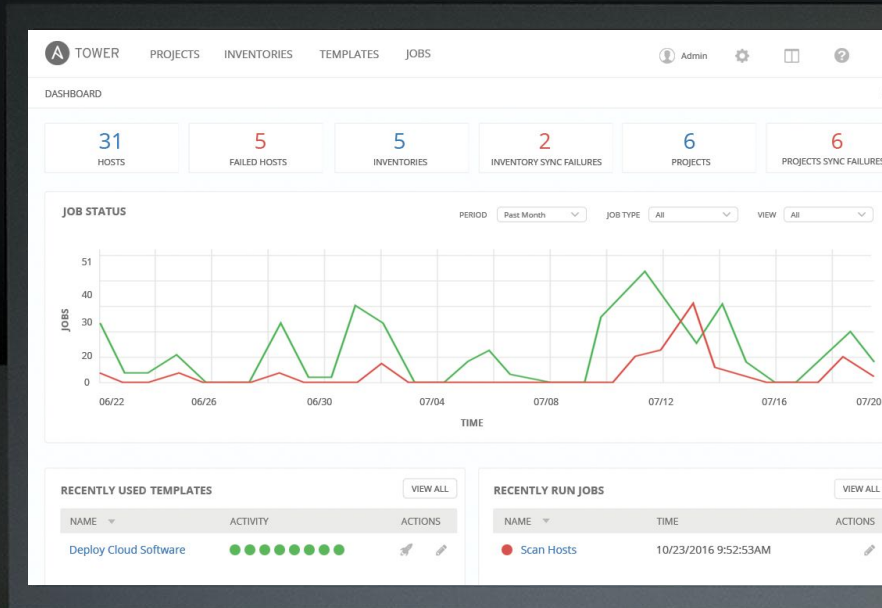 A TOWER PROJECTS INVENTORIES TEMPLATES JOBS Admin ?
DASHBOARD
31 5 5 2 6 6
HOSTS FAILED HOSTS INVENTORIES INVENTORY SYNC FAILURES PROJECTS PROJECTS SYNC FAILURES
JOB STATUS PERIOD Past Month JOB TYPE All VIEW All
51
40
30
20
0
JOBS
06/22 06/26 06/30 07/04 07/08 07/12 07/16 07/20
TIME
RECENTLY USED TEMPLATES VIEW ALL
NAME ACTIVITY ACTIONS
Deploy Cloud Software
RECENTLY RUN JOBS VIEW ALL
NAME TIME ACTIONS
Scan Hosts 10/23/2016 9:52:53AM